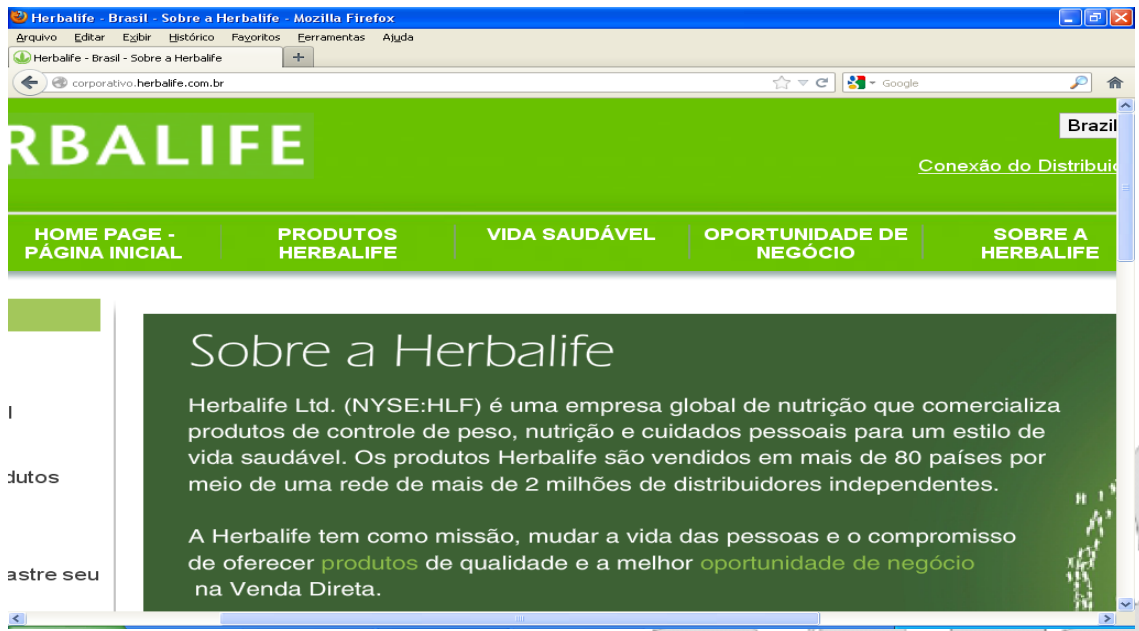 Herbalife - Brasil - Sobre a Herbalife - Mozilla Firefox
Arquivo Editar Exibir Histórico Favoritos Ferramentas Ajuda
Herbalife - Brasil - Sobre a Herbalife
corporativo.herbalife.com.br Google
Brazil
RBALIFE
Conexão do Distribuid
HOME PAGE - PÁGINA INICIAL
PRODUTOS HERBALIFE
VIDA SAUDÁVEL
OPORTUNIDADE DE NEGÓCIO
SOBRE A HERBALIFE
Sobre a Herbalife
Herbalife Ltd. (NYSE:HLF) é uma empresa global de nutrição que comercializa
produtos de controle de peso, nutrição e cuidados pessoais para um estilo de
vida saudável. Os produtos Herbalife são vendidos em mais de 80 países por
meio de uma rede de mais de 2 milhões de distribuidores independentes.
A Herbalife tem como missão, mudar a vida das pessoas e o compromisso
de oferecer produtos de qualidade e a melhor oportunidade de negócio
na Venda Direta.
l
dutos
astre seu